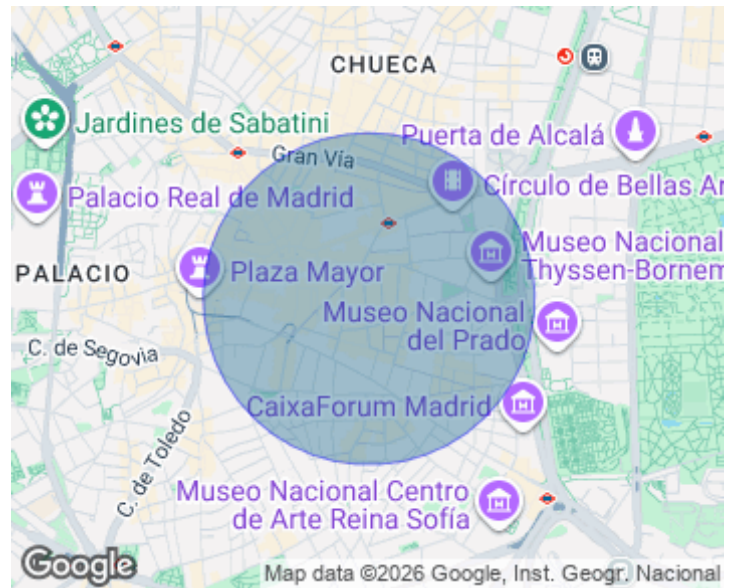 CHUECA
Jardines de Sabatini
Puerta de Alcalá
Gran Vía
Palacio Real de Madrid
Círculo de Bellas Ar
PALACIO
Plaza Mayor
Museo Nacional
Thyssen-Bornem
Museo Nacional
del Prado
C. de Segovia
CaixaForum Madrid
C. de Toledo
Museo Nacional Centro
de Arte Reina Sofía
Google
Map data ©2026 Google, Inst. Geogr. Nacional